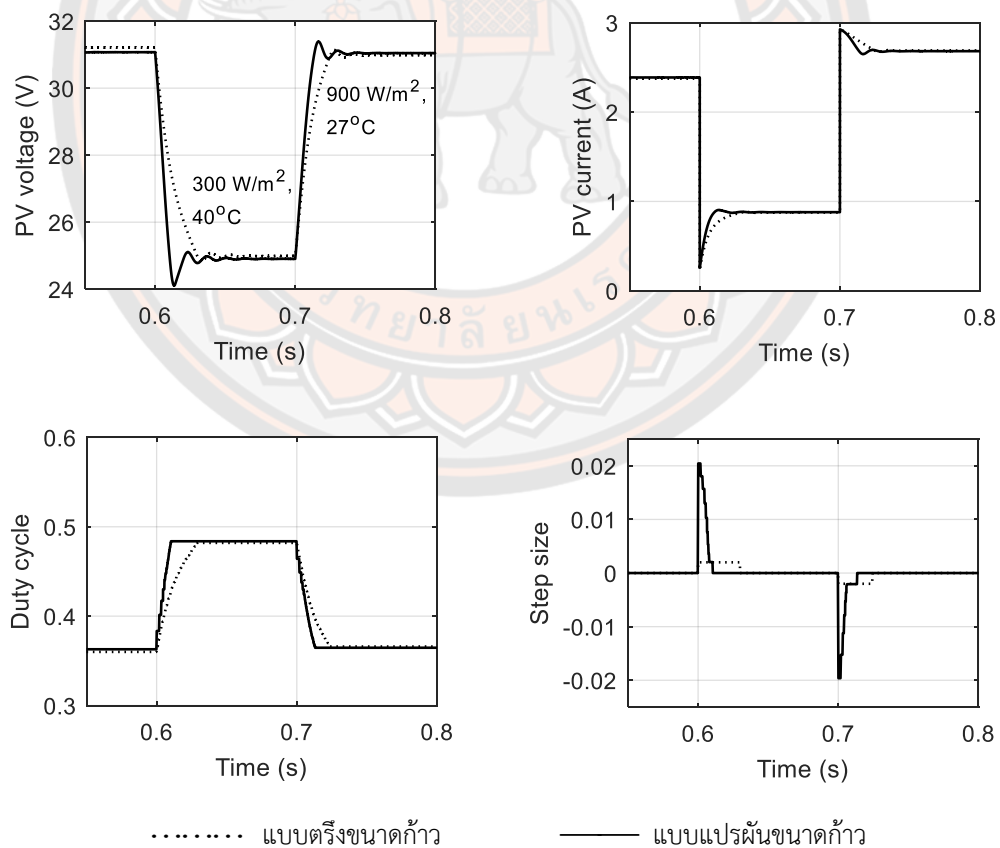 32
30
28
26
24
PV voltage (V)
900 W/m²,
27°C
300 W/m²,
40°C
0.6
0.7
0.8
Time (s)
3
2
1
0
PV current (A)
0.6
0.7
0.8
Time (s)
0.6
0.5
0.4
0.3
Duty cycle
0.6
0.7
0.8
Time (s)
0.02
0.01
0
-0.01
-0.02
Step size
0.6
0.7
0.8
Time (s)
แบบตรึงขนาดก้าว
แบบแปรผันขนาดก้าว